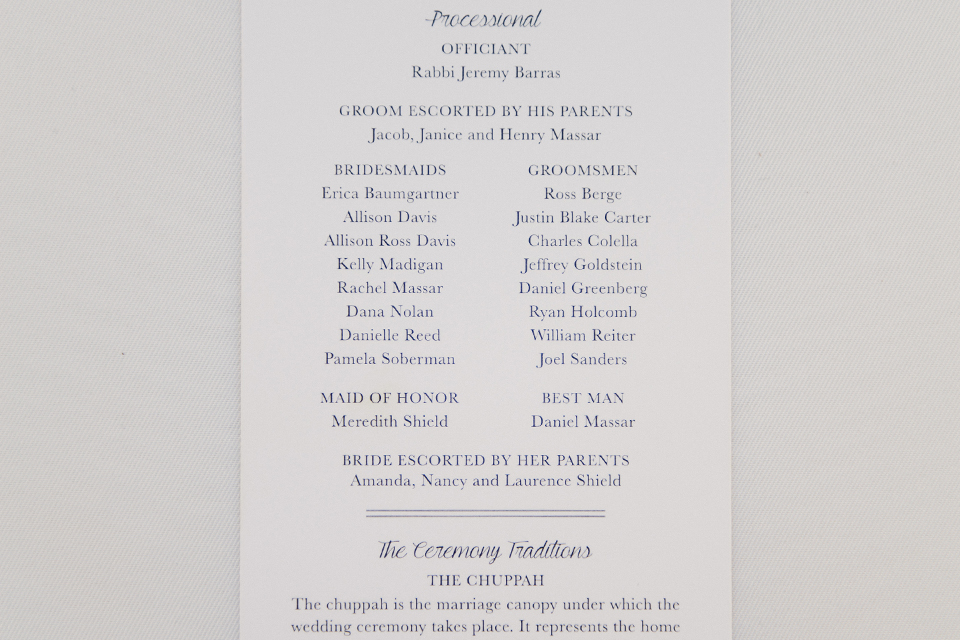 Processional
OFFICIANT
Rabbi Jeremy Barras
GROOM ESCORTED BY HIS PARENTS
Jacob, Janice and Henry Massar
BRIDESMAIDS
Erica Baumgartner
Allison Davis
Allison Ross Davis
Kelly Madigan
Rachel Massar
Dana Nolan
Danielle Reed
Pamela Soberman
GROOMSMEN
Ross Berge
Justin Blake Carter
Charles Colella
Jeffrey Goldstein
Daniel Greenberg
Ryan Holcomb
William Reiter
Joel Sanders
MAID OF HONOR
Meredith Shield
BEST MAN
Daniel Massar
BRIDE ESCORTED BY HER PARENTS
Amanda, Nancy and Laurence Shield
The Ceremony Traditions
THE CHUPPAH
The chuppah is the marriage canopy under which the
wedding ceremony takes place. It represents the home